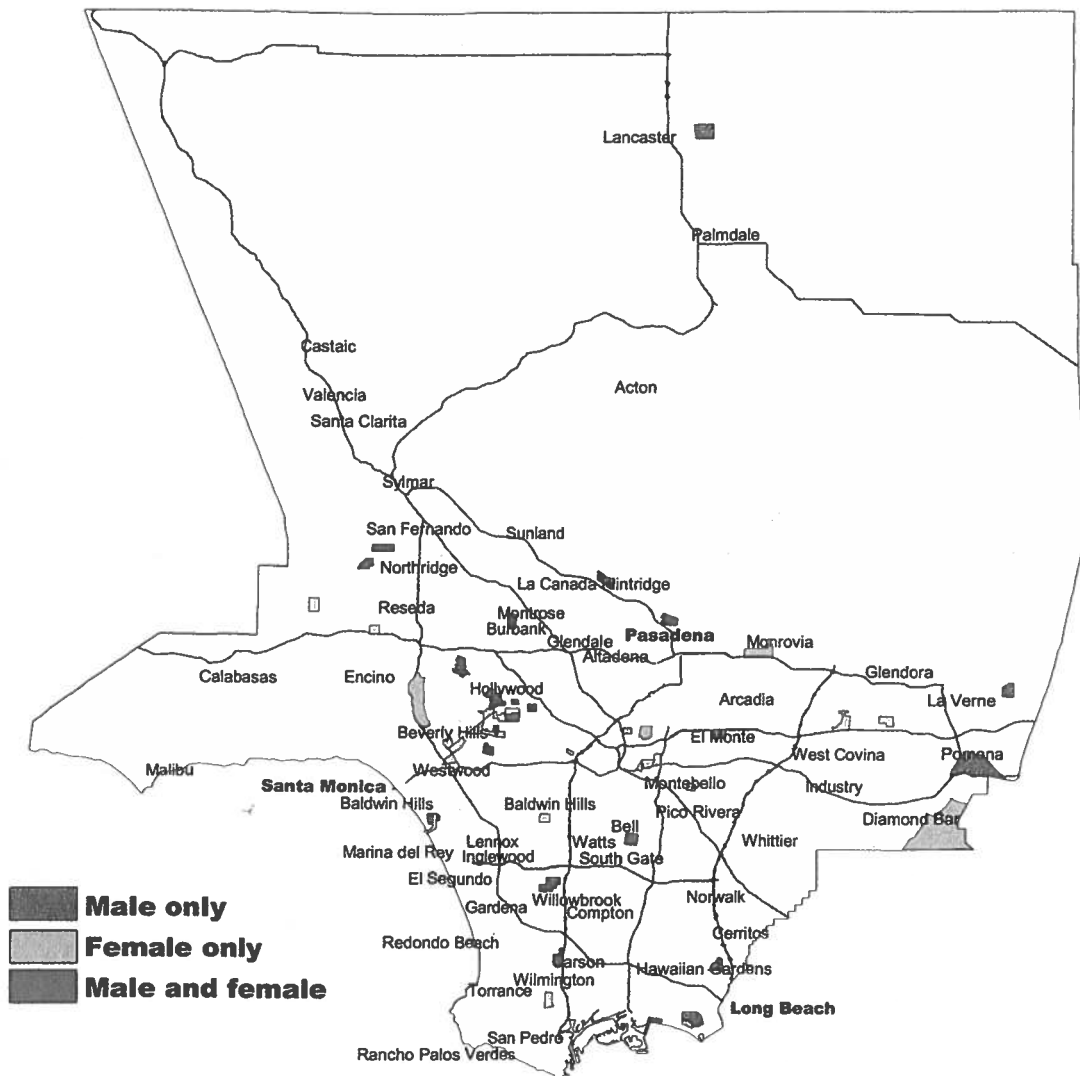 Lancaster
Palmdale
Castaic
Acton
Valencia
Santa Clarita
Sylmar
San Fernando
Sunland
Northridge
La Canada Flintridge
Reseda
Montrose
Burbank
Pasadena
Glendale
Monrovia
Altadena
Calabasas
Encino
Glendora
Hollywood
Arcadia
La Verne
Beverly Hills
El Monte
West Covina
Pomona
Malibu
Westwood
Santa Monica
Montebello
Industry
Baldwin Hills
Baldwin Hills
Pico Rivera
Diamond Bar
Bell
Lennox
Watts
Whittier
Marina del Rey
Inglewood
South Gate
El Segundo
Male only
Willowbrook
Norwalk
Gardena
Compton
Female only
Redondo Beach
Cerritos
Carson
Hawaiian Gardens
Male and female
Wilmington
Torrance
Long Beach
San Pedro
Rancho Palos Verdes